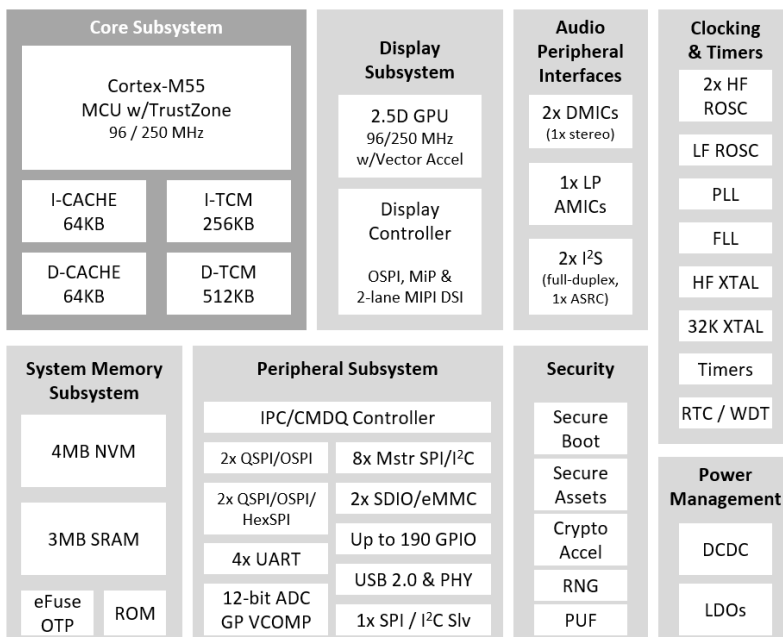 Core Subsystem
Cortex-M55
MCU w/TrustZone
96 / 250 MHz
I-CACHE
64KB
I-TCM
256KB
D-CACHE
64KB
D-TCM
512KB
Display
Subsystem
2.5D GPU
96/250 MHz
w/Vector Accel
Display
Controller
OSPI, MiP &
2-lane MIPI DSI
Audio
Peripheral
Interfaces
2x DMICs
(1x stereo)
1x LP
AMICs
2x I²S
(full-duplex,
1x ASRC)
Clocking
& Timers
2x HF
ROSC
LF ROSC
PLL
FLL
HF XTAL
32K XTAL
Timers
RTC / WDT
System Memory
Subsystem
4MB NVM
3MB SRAM
eFuse
OTP
ROM
Peripheral Subsystem
IPC/CMDQ Controller
2x QSPI/OSPI
2x QSPI/OSPI/
HexSPI
4x UART
12-bit ADC
GP VCOMP
8x Mstr SPI/I²C
2x SDIO/eMMC
Up to 190 GPIO
USB 2.0 & PHY
1x SPI / I²C Slv
Security
Secure
Boot
Secure
Assets
Crypto
Accel
RNG
PUF
Power
Management
DCDC
LDOs